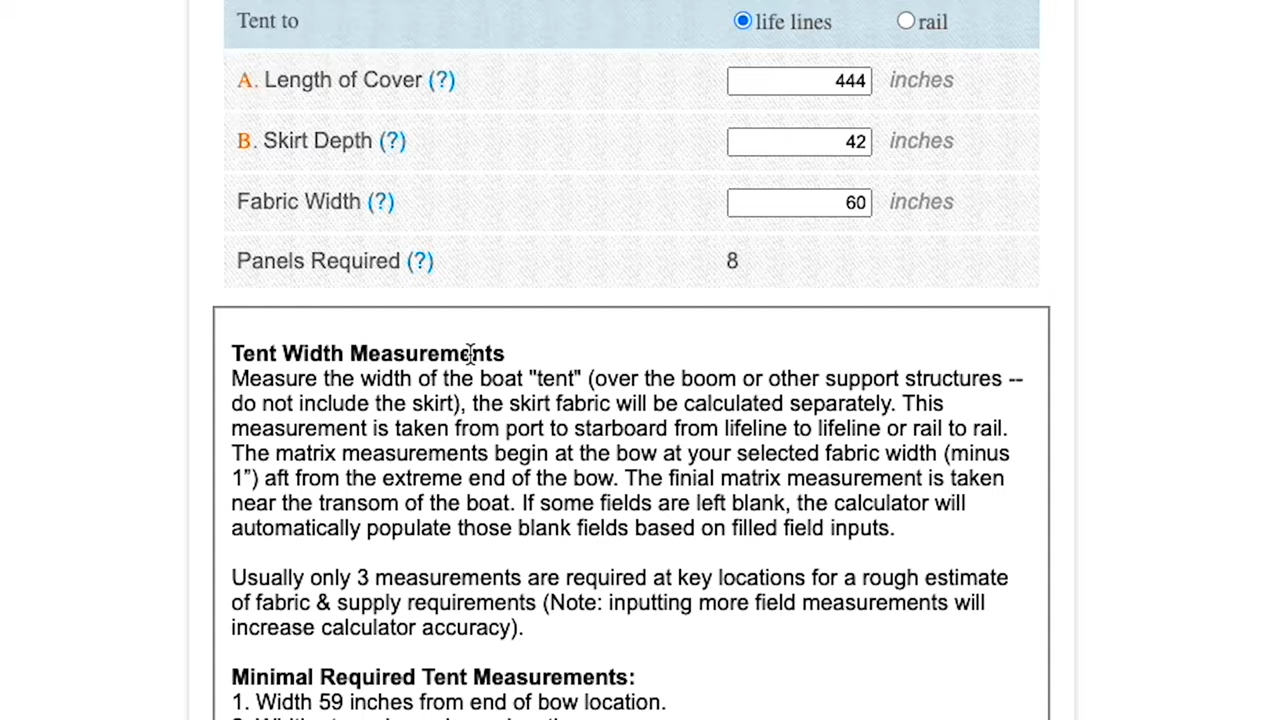 Tent to life lines rail
A. Length of Cover (?) 444 inches
B. Skirt Depth (?) 42 inches
Fabric Width (?) 60 inches
Panels Required (?) 8
Tent Width Measurements
Measure the width of the boat "tent" (over the boom or other support structures --
do not include the skirt), the skirt fabric will be calculated separately. This
measurement is taken from port to starboard from lifeline to lifeline or rail to rail.
The matrix measurements begin at the bow at your selected fabric width (minus
1") aft from the extreme end of the bow. The finial matrix measurement is taken
near the transom of the boat. If some fields are left blank, the calculator will
automatically populate those blank fields based on filled field inputs.
Usually only 3 measurements are required at key locations for a rough estimate
of fabric & supply requirements (Note: inputting more field measurements will
increase calculator accuracy).
Minimal Required Tent Measurements:
1. Width 59 inches from end of bow location.